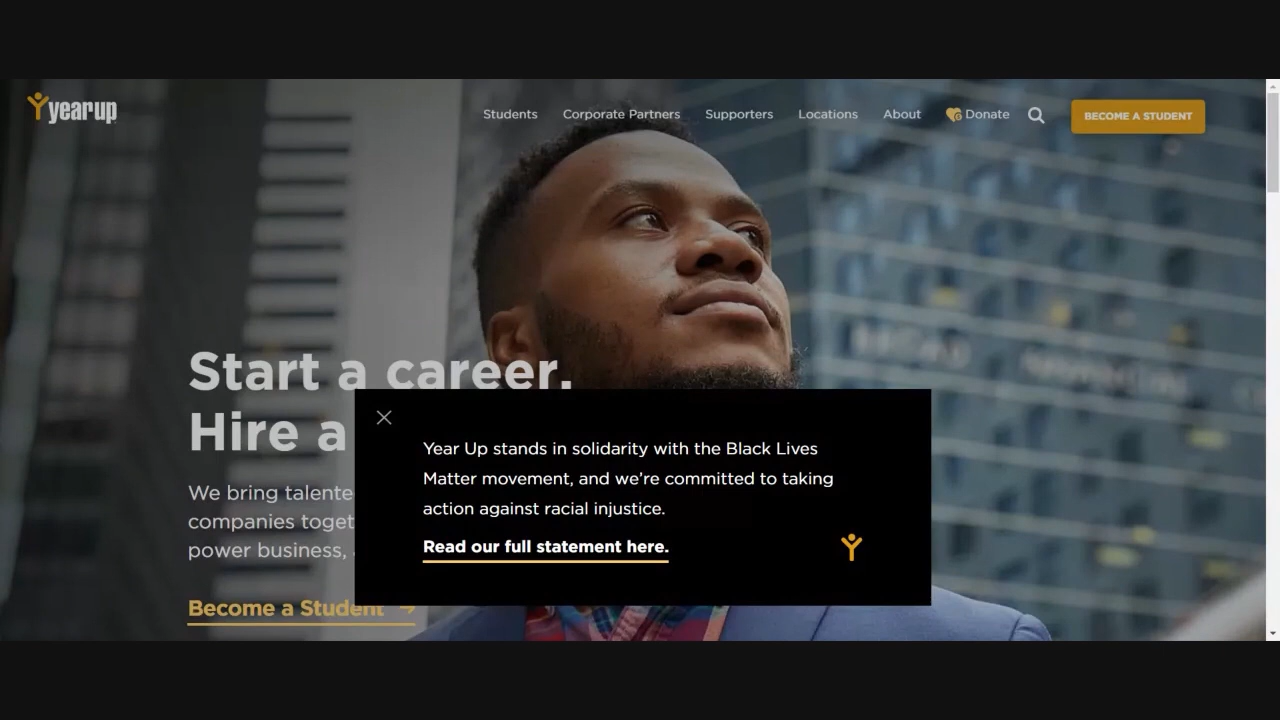 yearup
Students Corporate Partners Supporters Locations About Donate BECOME A STUDENT
Start a career.
Hire a
We bring
companies
power business,
Become a Student →
Year Up stands in solidarity with the Black Lives
Matter movement, and we’re committed to taking
action against racial injustice.
Read our full statement here.